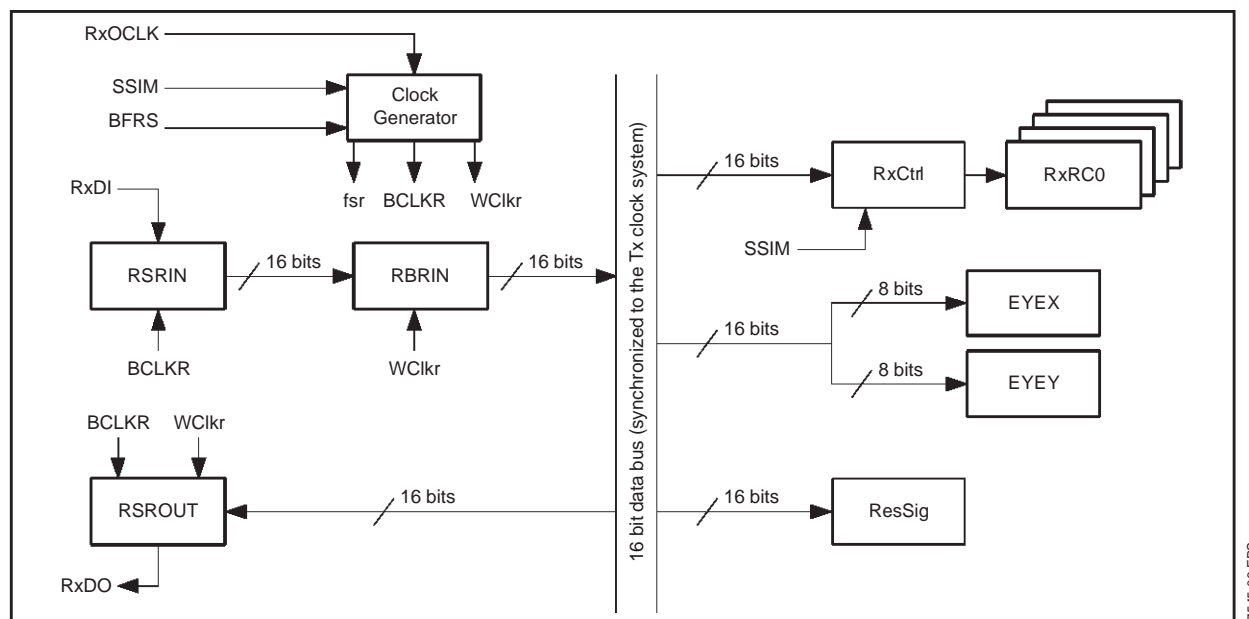 RxOCLK
SSIM
BFRS
Clock
Generator
fsr
BCLKR
WClkr
RxDI
RSRIN
16 bits
RBRIN
16 bits
BCLKR
WClkr
BCLKR
WClkr
RSROUT
16 bits
RxDO
16 bit data bus (synchronized to the Tx clock system)
16 bits
RxCtrl
RxRC0
SSIM
16 bits
8 bits
EYEX
8 bits
EYEY
16 bits
ResSig